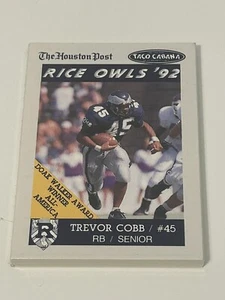 The Houston Post
TACO CABANA
RICE OWLS '92
45
45
DOAK WALKER AWARD
WINNER
ALL-
AMERICA
R
TREVOR COBB / #45
RB / SENIOR